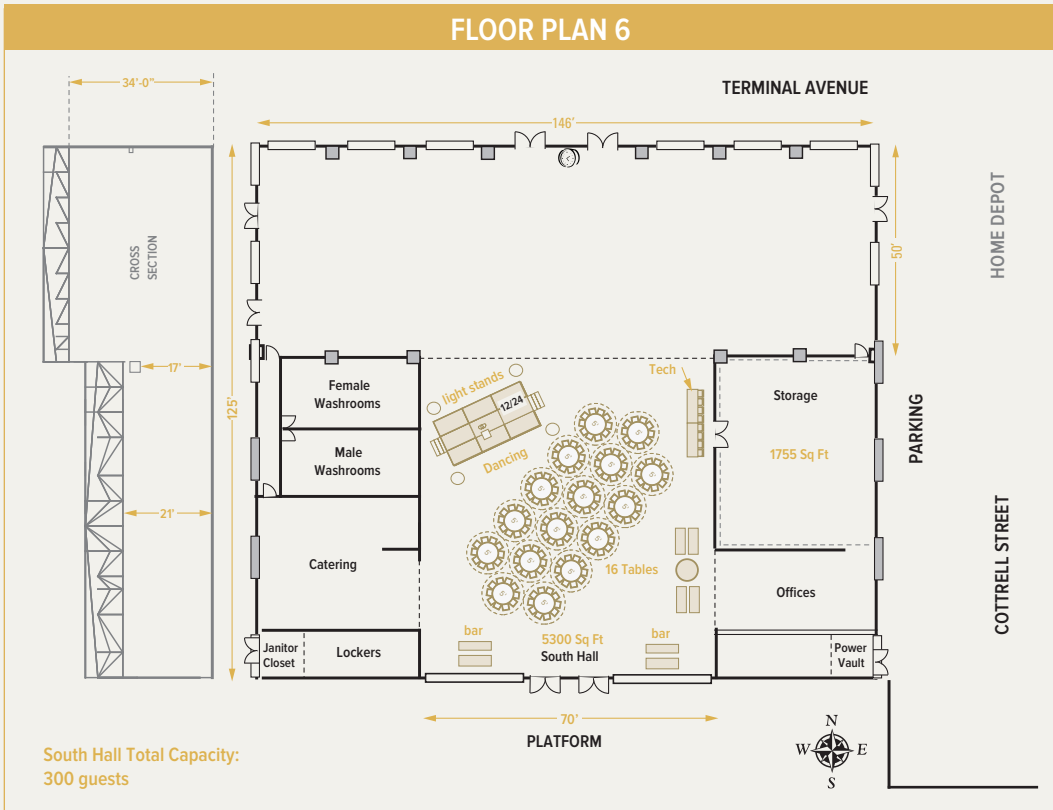 FLOOR PLAN 6
34'-0"
TERMINAL AVENUE
146'
HOME DEPOT
CROSS
SECTION
50'
17'
125'
Female
Washrooms
light stands
12/24
Dancing
Tech
Storage
1755 Sq Ft
PARKING
Male
Washrooms
21'
Catering
16 Tables
Offices
COTTRELL STREET
bar
5300 Sq Ft
South Hall
bar
Janitor
Closet
Lockers
Power
Vault
70'
PLATFORM
N
W
E
S
South Hall Total Capacity:
300 guests